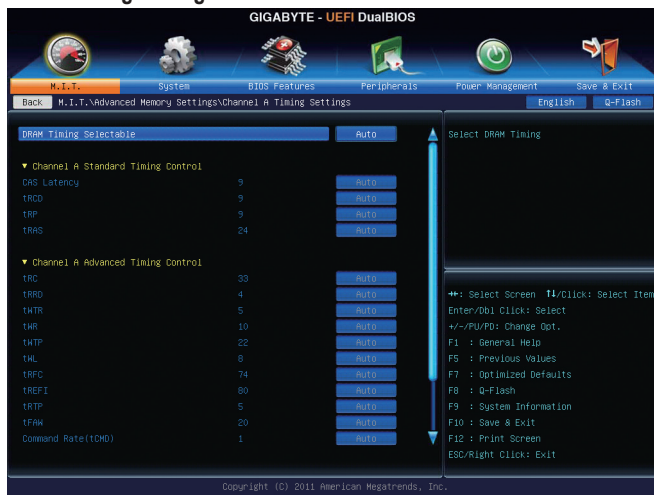 GIGABYTE - UEFI DualBIOS
M.I.T. System BIOS Features Peripherals Power Management Save & Exit
Back M.I.T.\Advanced Memory Settings\Channel A Timing Settings English Q-Flash
DRAM Timing Selectable Auto
Select DRAM Timing
▼ Channel A Standard Timing Control
CAS Latency 9 Auto
tRCD 9 Auto
tRP 9 Auto
tRAS 24 Auto
▼ Channel A Advanced Timing Control
tRC 33 Auto
tRRD 4 Auto
tWTR 5 Auto
tWR 10 Auto
tWTP 22 Auto
tWL 8 Auto
tRFC 74 Auto
tREFI 80 Auto
tRTP 5 Auto
tFAW 20 Auto
Command Rate(tCMD) 1 Auto
→←: Select Screen ↑↓/Click: Select Item
Enter/Dbl Click: Select
+/-/PU/PD: Change Opt.
F1 : General Help
F5 : Previous Values
F7 : Optimized Defaults
F8 : Q-Flash
F9 : System Information
F10 : Save & Exit
F12 : Print Screen
ESC/Right Click: Exit
Copyright (C) 2011 American Megatrends, Inc.